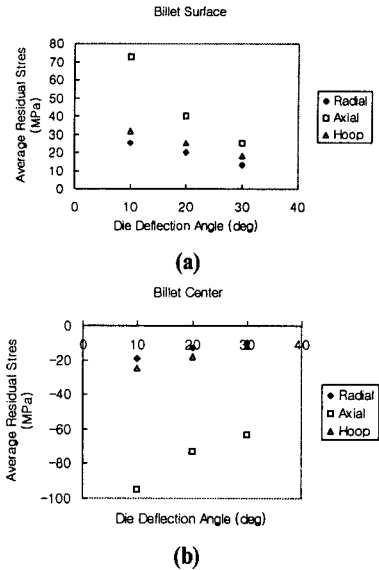 Billet Surface
80
70
60
50
40
30
20
10
0
Average Residual Stres
(MPa)
0 10 20 30 40
Die Deflection Angle (deg)
Radial
Axial
Hoop
(a)
Billet Center
0
-20
-40
-60
-80
-100
Average Residual Stres
(MPa)
0 10 20 30 40
Radial
Axial
Hoop
Die Deflection Angle (deg)
(b)